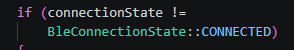 if (connectionState !=
BleConnectionState::CONNECTED)
{